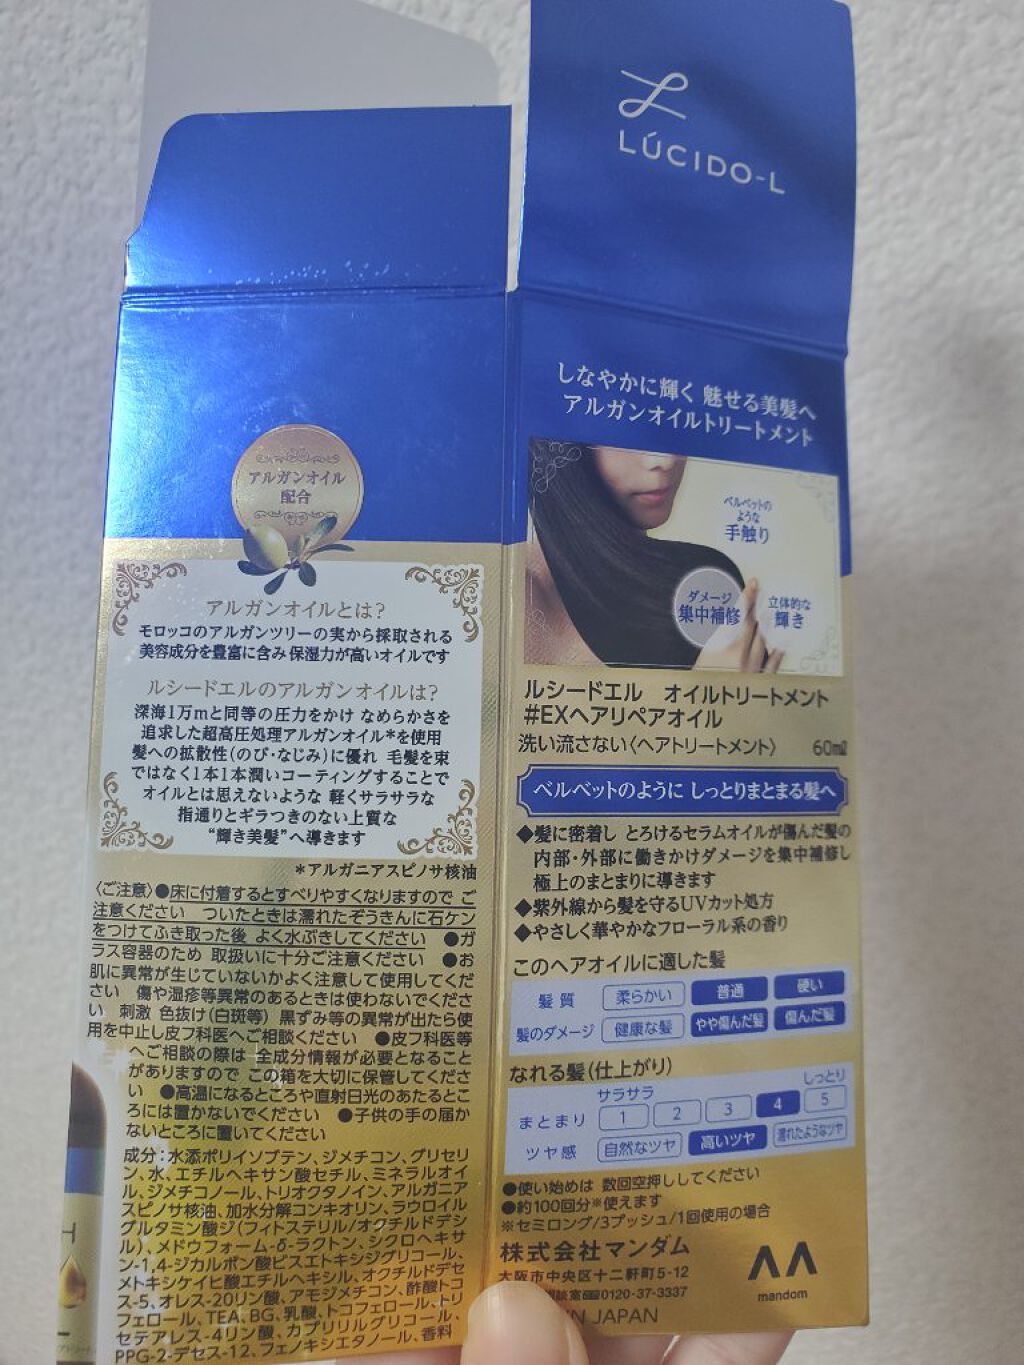 LÚCIDO-L
しなやかに輝く 魅せる美髪へ
アルガンオイルトリートメント
ベルベットの
ような
手触り
ダメージ
集中補修
立体的な
輝き
ルシードエル オイルトリートメント
#EXヘアリペアオイル
洗い流さない〈ヘアトリートメント〉 60mL
ベルベットのように しっとりまとまる髪へ
◆髪に密着し とろけるセラムオイルが傷んだ髪の
内部・外部に働きかけダメージを集中補修し
極上のまとまりに導きます
◆紫外線から髪を守るUVカット処方
◆やさしく華やかなフローラル系の香り
このヘアオイルに適した髪
髪質 柔らかい 普通 硬い
髪のダメージ 健康な髪 やや傷んだ髪 傷んだ髪
なれる髪(仕上がり)
サラサラ しっとり
まとまり 1 2 3 4 5
ツヤ感 自然なツヤ 高いツヤ 濡れたようなツヤ
●使い始めは 数回空押ししてください
●約100回分※使えます
※セミロング/3プッシュ/1回使用の場合
株式会社マンダム
大阪市中央区十二軒町5-12
談室 0120-37-3337
N JAPAN
mandom
アルガンオイル
配合
アルガンオイルとは?
モロッコのアルガンツリーの実から採取される
美容成分を豊富に含み 保湿力が高いオイルです
ルシードエルのアルガンオイルは?
深海1万mと同等の圧力をかけ なめらかさを
追求した超高圧処理アルガンオイル*を使用
髪への拡散性(のび・なじみ)に優れ 毛髪を束
ではなく1本1本潤いコーティングすることで
オイルとは思えないような 軽くサラサラな
指通りとギラつきのない上質な
“輝き美髪”へ導きます
*アルガニアスピノサ核油
〈ご注意〉●床に付着するとすべりやすくなりますので ご
注意ください ついたときは濡れたぞうきんに石ケン
をつけてふき取った後 よく水ぶきしてください ●ガ
ラス容器のため 取扱いに十分ご注意ください ●お
肌に異常が生じていないかよく注意して使用してくだ
さい 傷や湿疹等異常のあるときは使わないでくださ
い 刺激 色抜け(白斑等) 黒ずみ等の異常が出たら使
用を中止し皮フ科医へご相談ください ●皮フ科医等
へご相談の際は 全成分情報が必要となること
がありますので この箱を大切に保管してくださ
い ●高温になるところや直射日光のあたるとこ
ろには置かないでください ●子供の手の届か
ないところに置いてください
成分:水添ポリイソブテン、ジメチコン、グリセリ
ン、水、エチルヘキサン酸セチル、ミネラルオイ
ル、ジメチコノール、トリオクタノイン、アルガニア
スピノサ核油、加水分解コンキオリン、ラウロイル
グルタミン酸ジ(フィトステリル/オクチルドデシ
ル)、メドウフォーム-δ-ラクトン、シクロヘキサ
ン-1,4-ジカルボン酸ビスエトキシジグリコール、
メトキシケイヒ酸エチルヘキシル、オクチルドデセ
ス-5、オレス-20リン酸、アモジメチコン、酢酸トコ
フェロール、TEA、BG、乳酸、トコフェロール、トリ
セテアレス-4リン酸、カプリリルグリコール、
PPG-2-デセス-12、フェノキシエタノール、香料